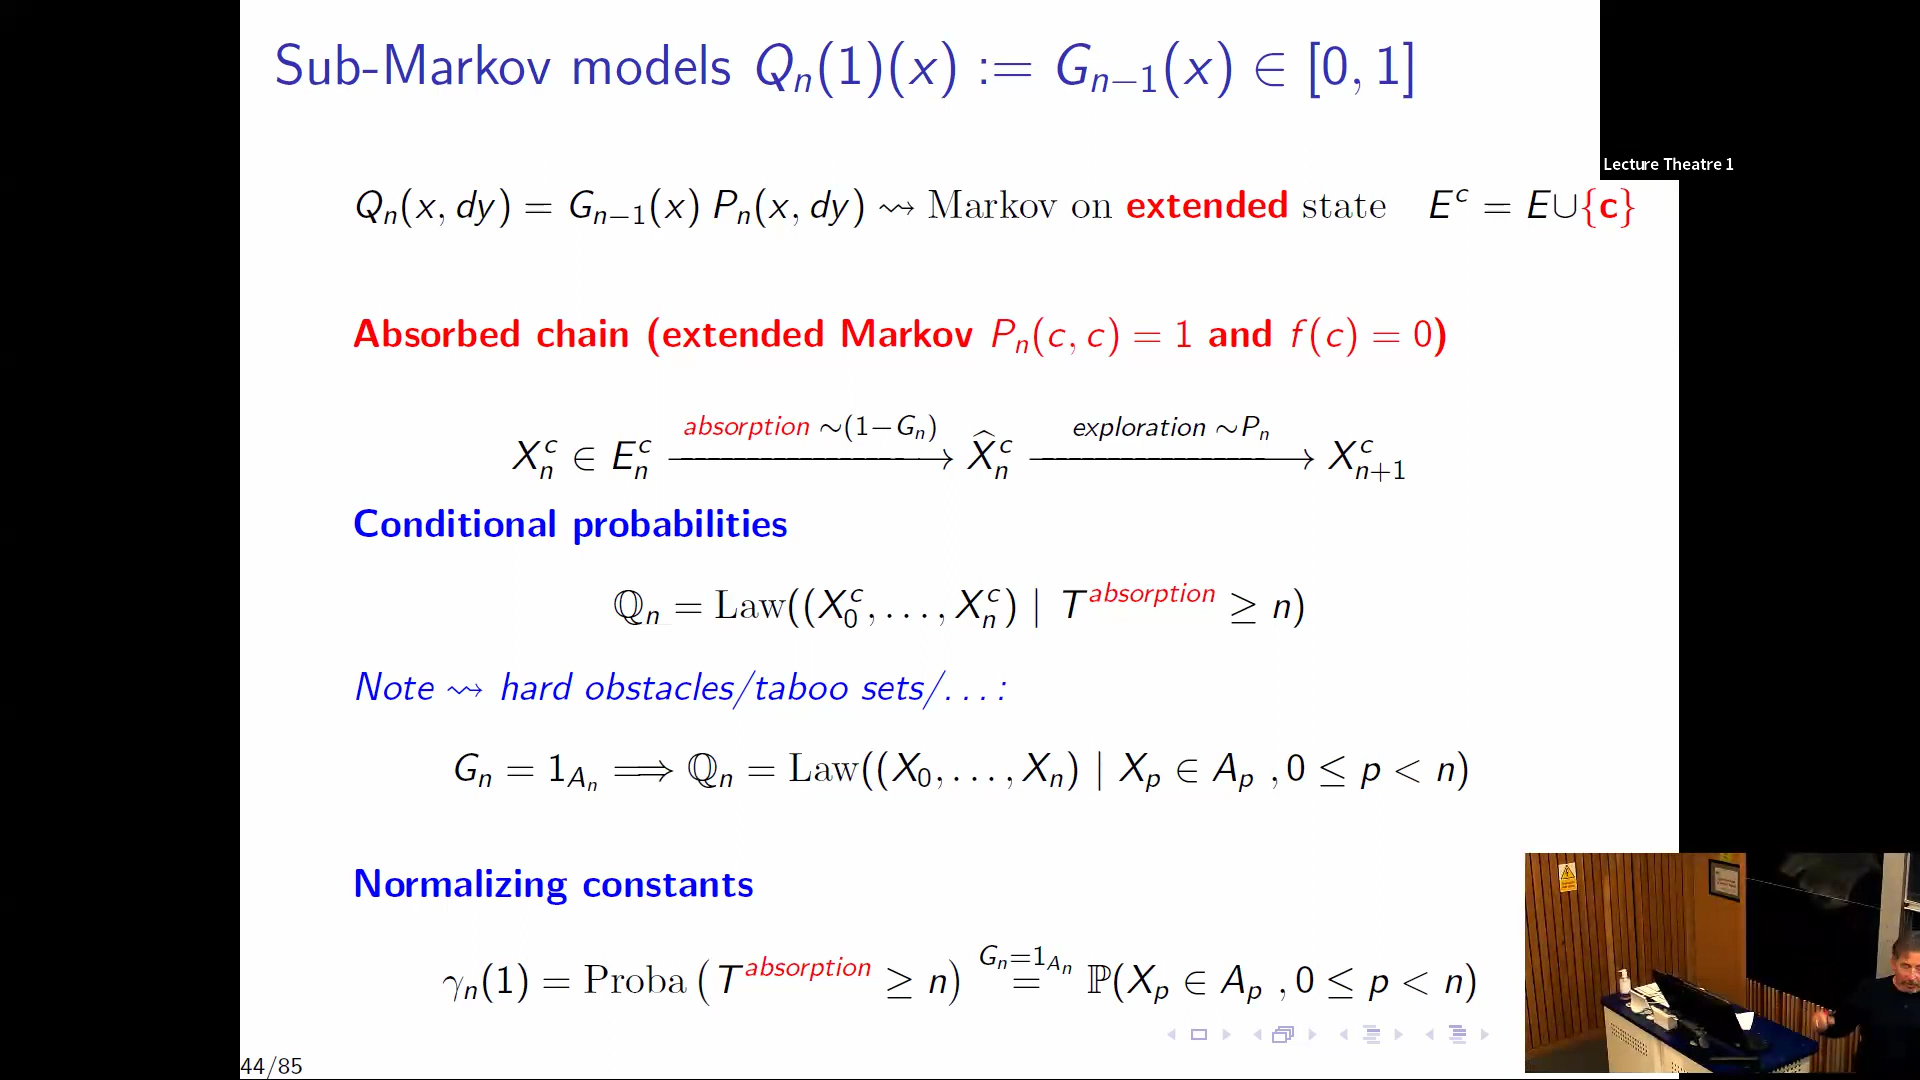 Sub-Markov models Qₙ(1)(x) := Gₙ₋₁(x) ∈ [0, 1]
Lecture Theatre 1
Qₙ(x, dy) = Gₙ₋₁(x) Pₙ(x, dy) ⇝ Markov on extended state Eᶜ = E∪{c}
Absorbed chain (extended Markov Pₙ(c, c) = 1 and f(c) = 0)
Xₙᶜ ∈ Eₙᶜ —absorption ∼(1−Gₙ)→ X̂ₙᶜ —exploration ∼Pₙ→ Xₙ₊₁ᶜ
Conditional probabilities
ℚₙ = Law((X₀ᶜ, . . . , Xₙᶜ) | T^absorption ≥ n)
Note ⇝ hard obstacles/taboo sets/. . . :
Gₙ = 1_{Aₙ} ⟹ ℚₙ = Law((X₀, . . . , Xₙ) | Xₚ ∈ Aₚ , 0 ≤ p < n)
Normalizing constants
γₙ(1) = Proba (T^absorption ≥ n) =^{Gₙ=1_{Aₙ}} ℙ(Xₚ ∈ Aₚ , 0 ≤ p < n)
44/85